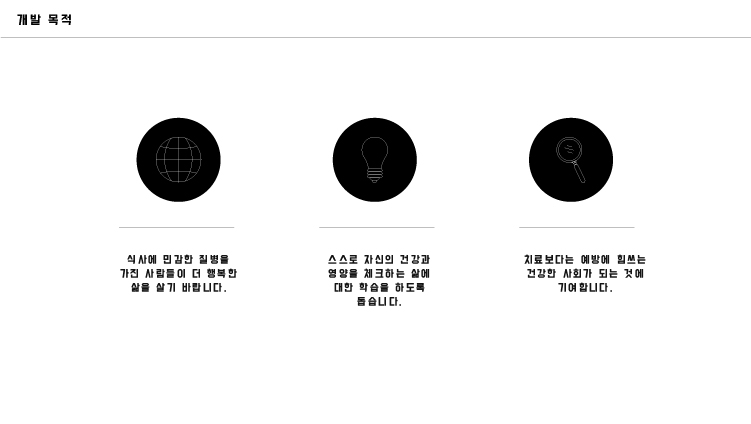 개발 목적
식사에 민감한 질병을
가진 사람들이 더 행복한
삶을 살기 바랍니다.
스스로 자신의 건강과
영양을 체크하는 삶에
대한 학습을 하도록
돕습니다.
치료보다는 예방에 힘쓰는
건강한 사회가 되는 것에
기여합니다.